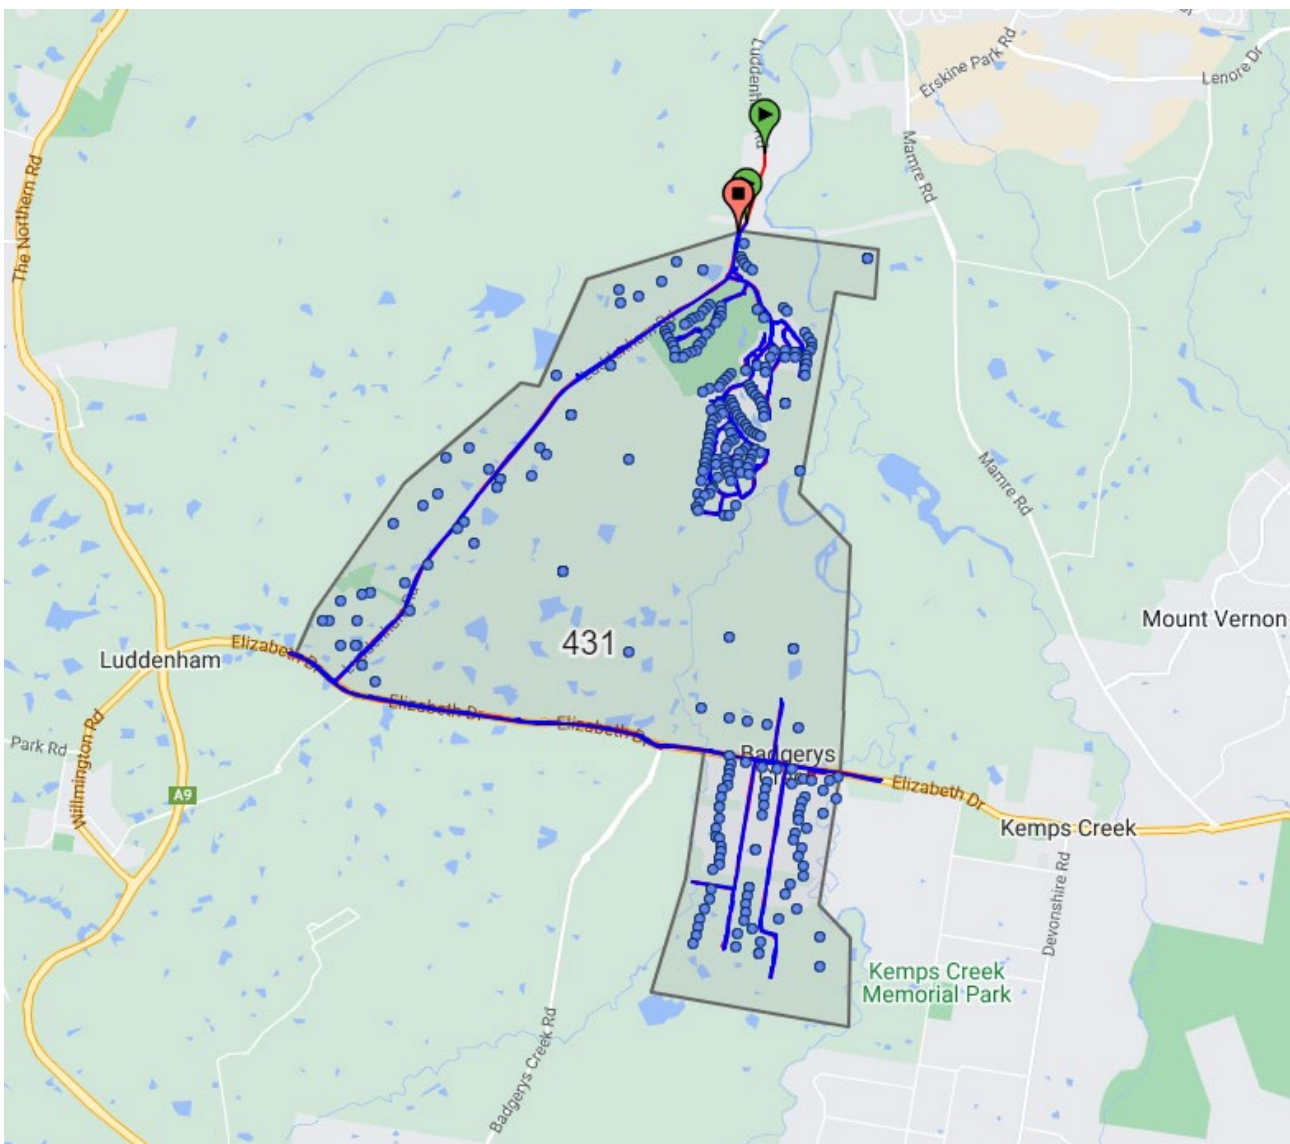 Erskine Park Rd
Lenore Dr
Mamre Rd
The Northern Rd
Mamre Rd
Mount Vernon
431
Luddenham
Elizabeth Dr
Elizabeth Dr
Badgerys
Elizabeth Dr
Park Rd
Willmington Rd
A9
Kemps Creek
Devonshire Rd
Kemps Creek
Memorial Park
Badgerys Creek Rd